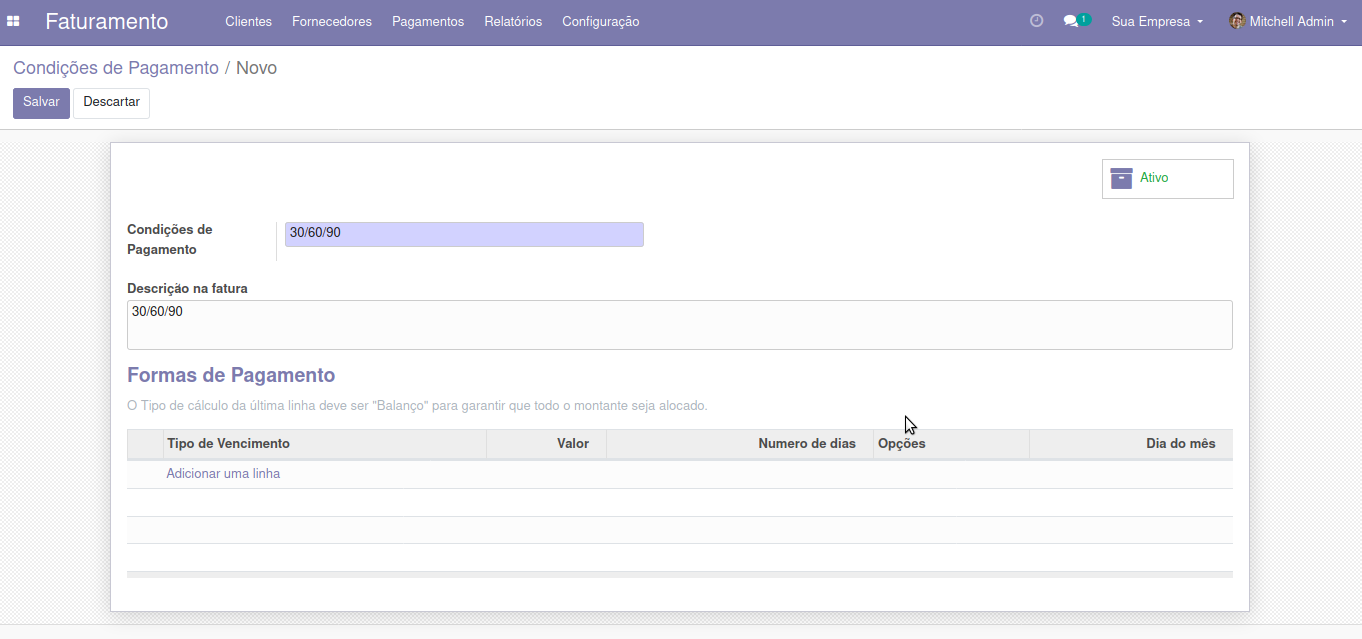 Faturamento Clientes Fornecedores Pagamentos Relatórios Configuração 1 Sua Empresa Mitchell Admin
Condições de Pagamento / Novo
Salvar Descartar
Ativo
Condições de
Pagamento
30/60/90
Descrição na fatura
30/60/90
Formas de Pagamento
O Tipo de cálculo da última linha deve ser "Balanço" para garantir que todo o montante seja alocado.
Tipo de Vencimento Valor Numero de dias Opções Dia do mês
Adicionar uma linha